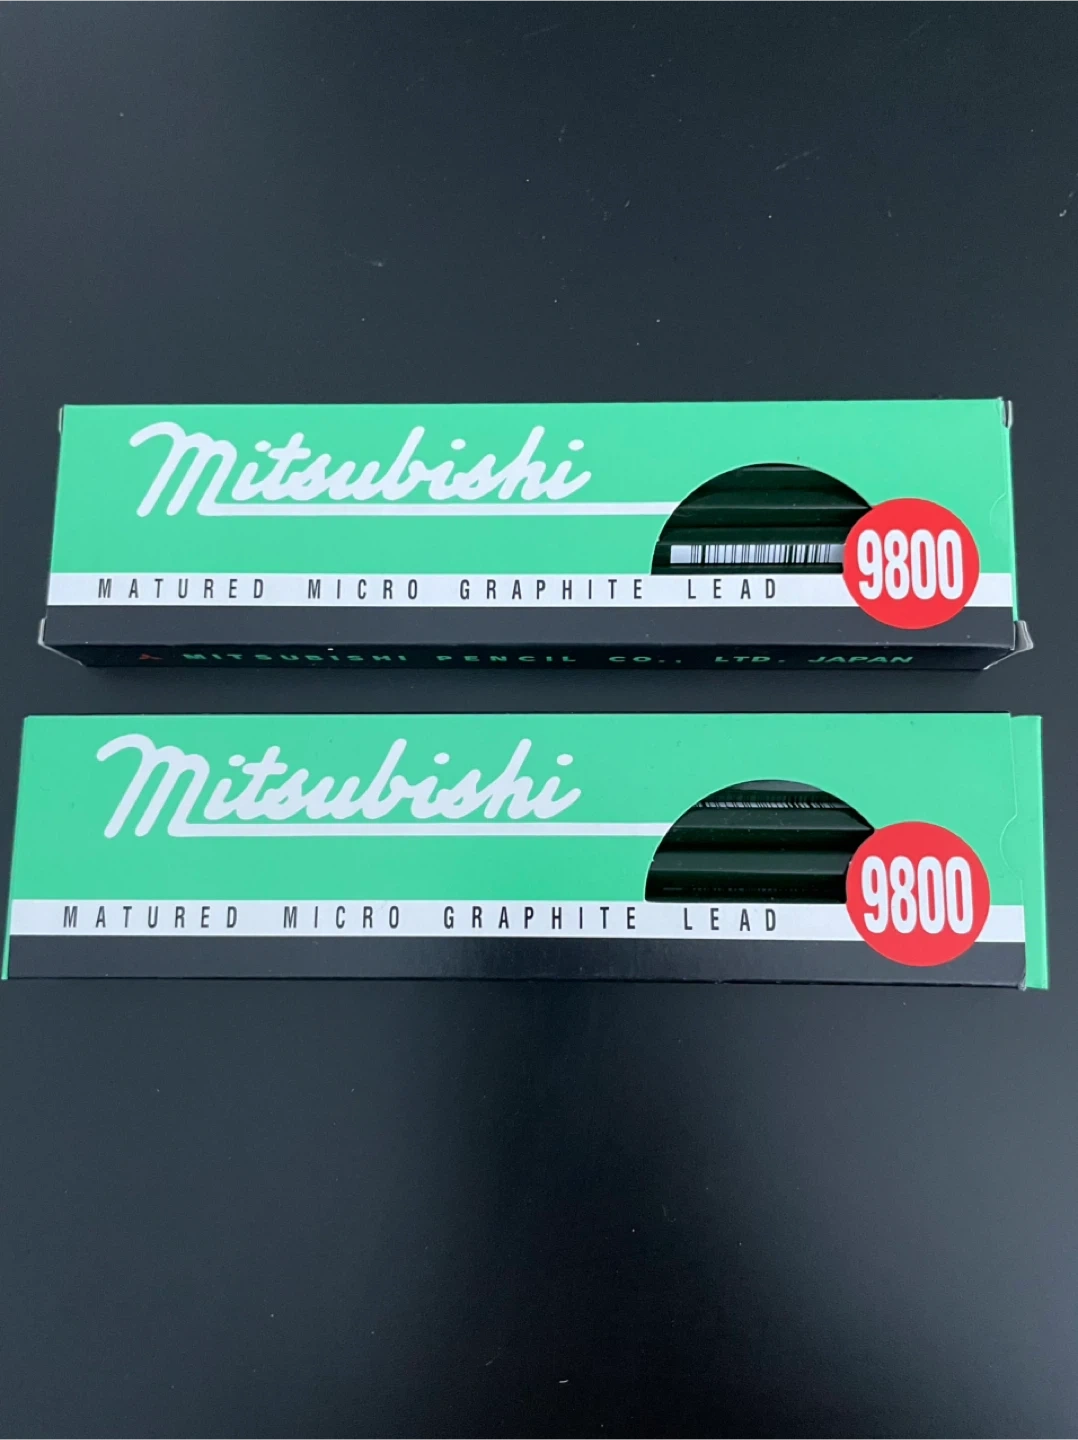 Mitsubishi
9800
MATURED MICRO GRAPHITE LEAD
MITSUBISHI PENCIL CO., LTD. JAPAN
Mitsubishi
9800
MATURED MICRO GRAPHITE LEAD